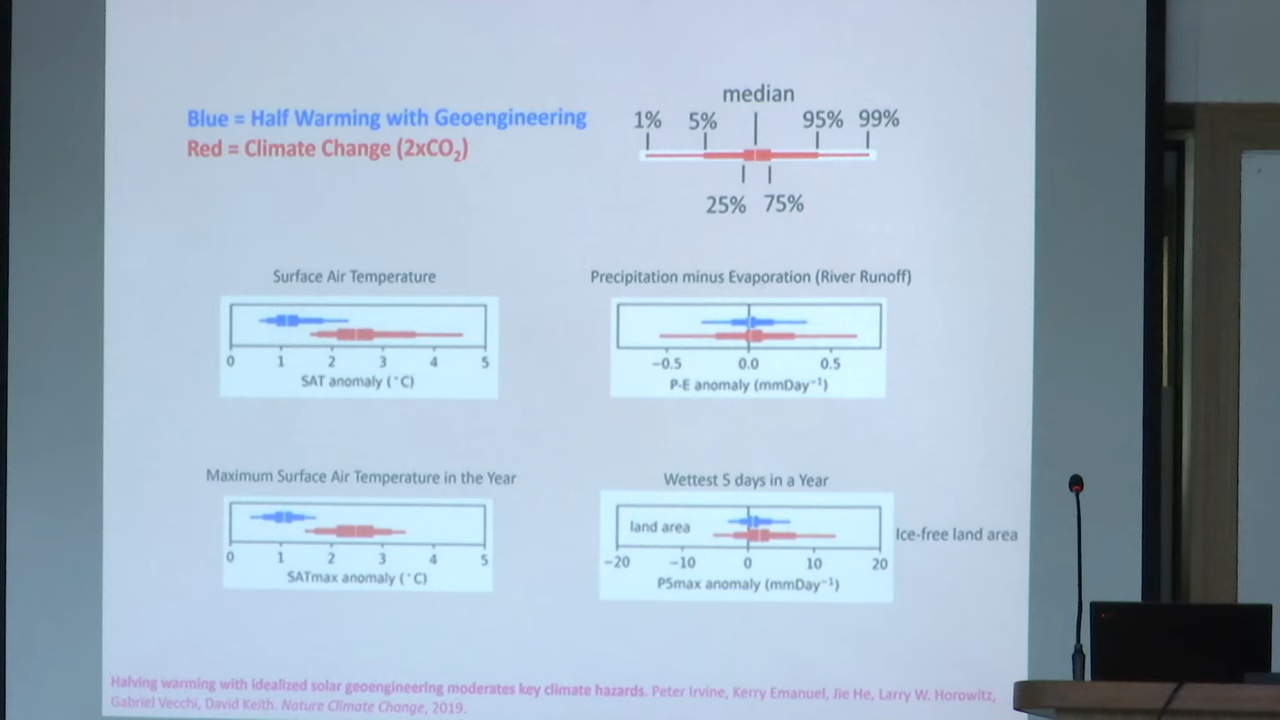 Blue = Half Warming with Geoengineering
Red = Climate Change (2xCO₂)
median
1% 5% 95% 99%
25% 75%
Surface Air Temperature
0 1 2 3 4 5
SAT anomaly (°C)
Precipitation minus Evaporation (River Runoff)
−0.5 0.0 0.5
P-E anomaly (mmDay⁻¹)
Maximum Surface Air Temperature in the Year
0 1 2 3 4 5
SATmax anomaly (°C)
Wettest 5 days in a Year
land area
Ice-free land area
−20 −10 0 10 20
P5max anomaly (mmDay⁻¹)
Halving warming with idealized solar geoengineering moderates key climate hazards. Peter Irvine, Kerry Emanuel, Jie He, Larry W. Horowitz,
Gabriel Vecchi, David Keith. Nature Climate Change, 2019.